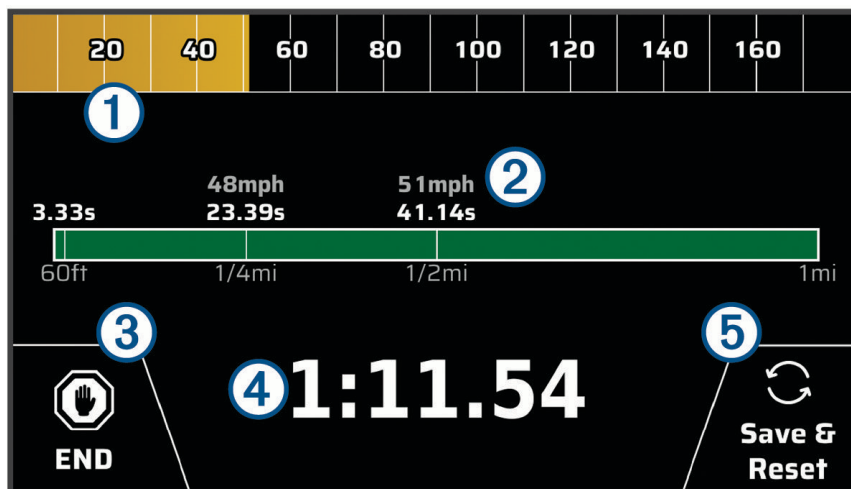 20 40 60 80 100 120 140 160
1
48mph 51mph 2
3.33s 23.39s 41.14s
60ft 1/4mi 1/2mi 1mi
3 5
4 1:11.54
END
Save &
Reset